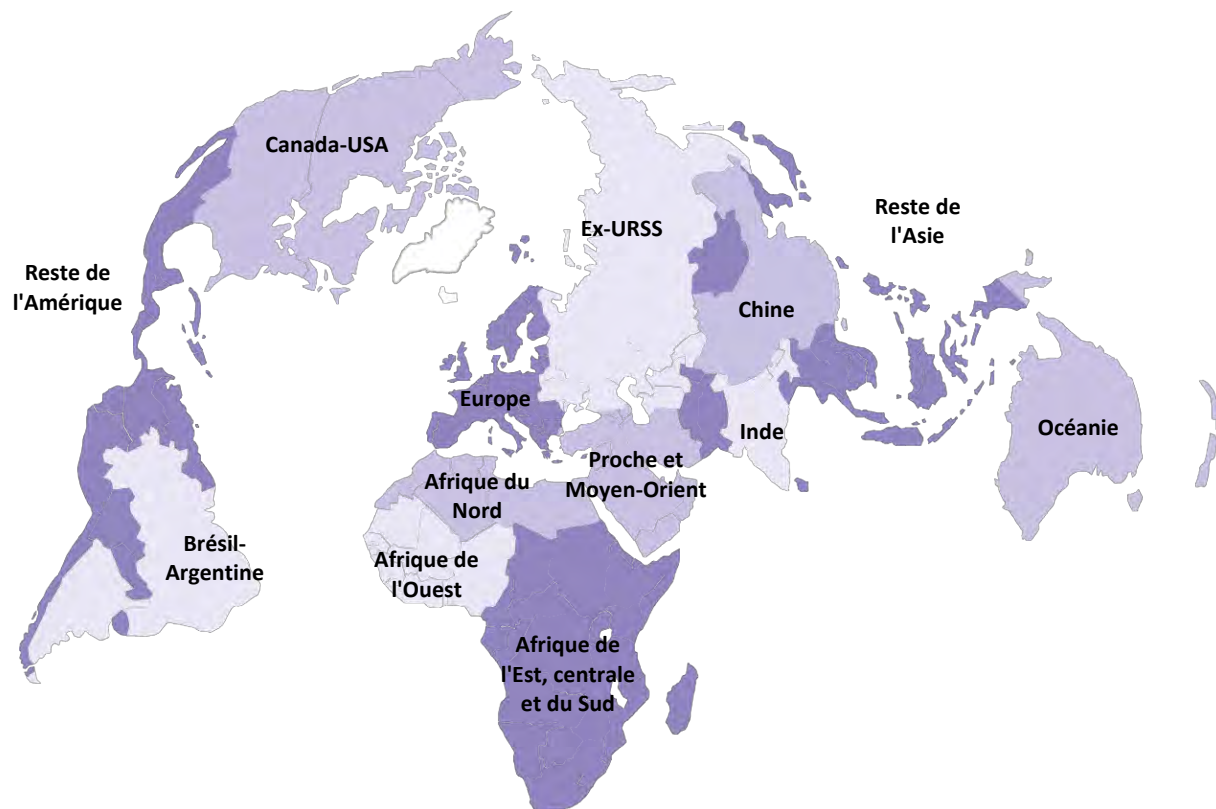 Canada-USA
Ex-URSS
Reste de
l'Asie
Reste de
l'Amérique
Chine
Europe
Inde
Océanie
Proche et
Moyen-Orient
Afrique du
Nord
Brésil-
Argentine
Afrique de
l'Ouest
Afrique de
l'Est, centrale
et du Sud